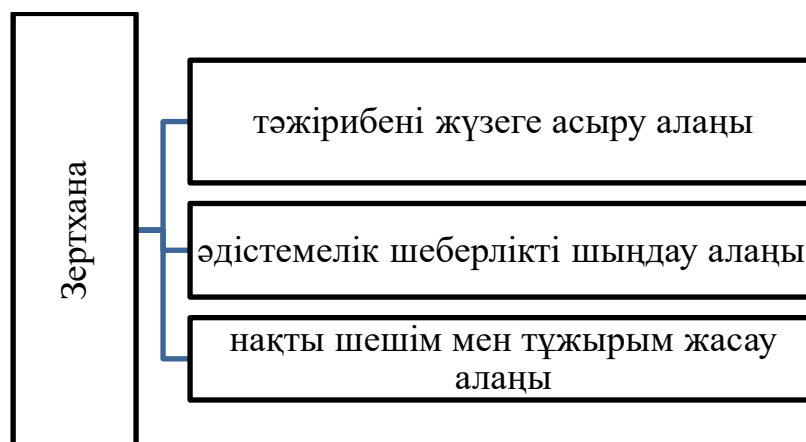 Зертхана
тәжірибені жүзеге асыру алаңы
әдістемелік шеберлікті шыңдау алаңы
нақты шешім мен тұжырым жасау
алаңы